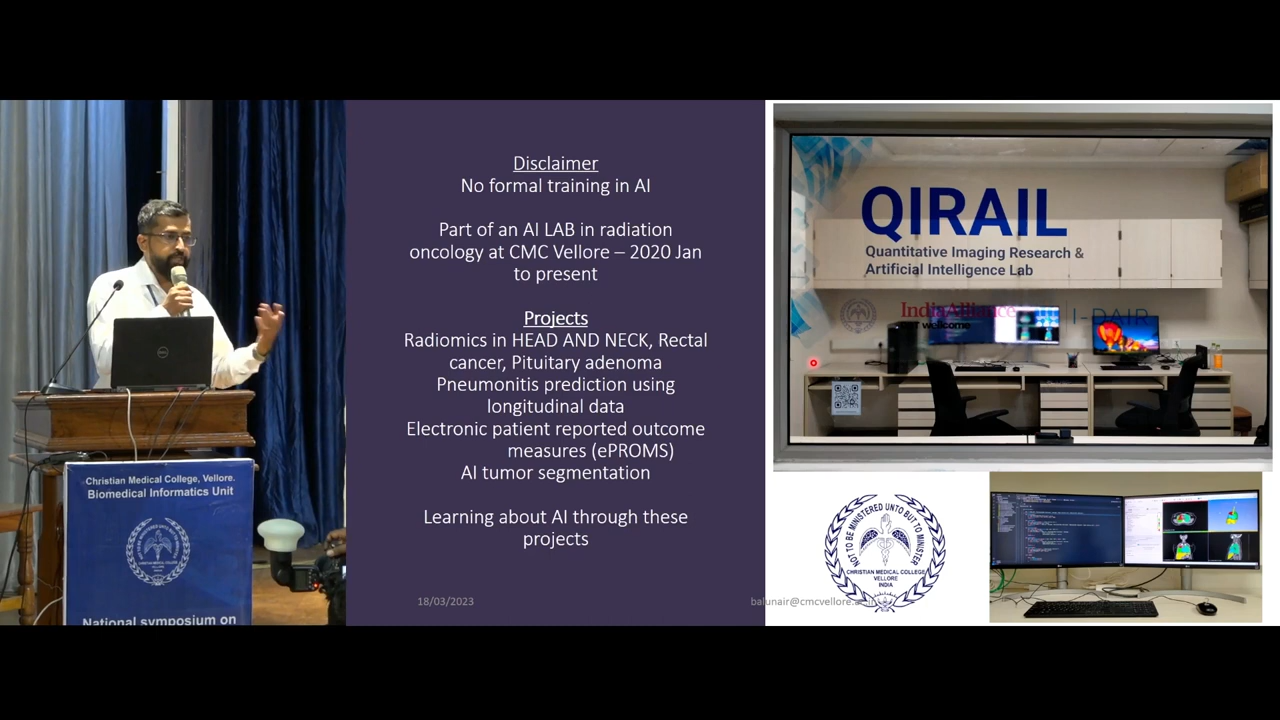 Christian Medical College, Vellore.
Biomedical Informatics Unit
National symposium on
Disclaimer
No formal training in AI
Part of an AI LAB in radiation
oncology at CMC Vellore – 2020 Jan
to present
Projects
Radiomics in HEAD AND NECK, Rectal
cancer, Pituitary adenoma
Pneumonitis prediction using
longitudinal data
Electronic patient reported outcome
measures (ePROMS)
AI tumor segmentation
Learning about AI through these
projects
18/03/2023
QIRAIL
Quantitative Imaging Research &
Artificial Intelligence Lab
IndiaAlliance
wellcome
I-DAIR
NOT TO BE MINISTERED UNTO BUT TO MINISTER
CHRISTIAN MEDICAL COLLEGE
VELLORE
INDIA